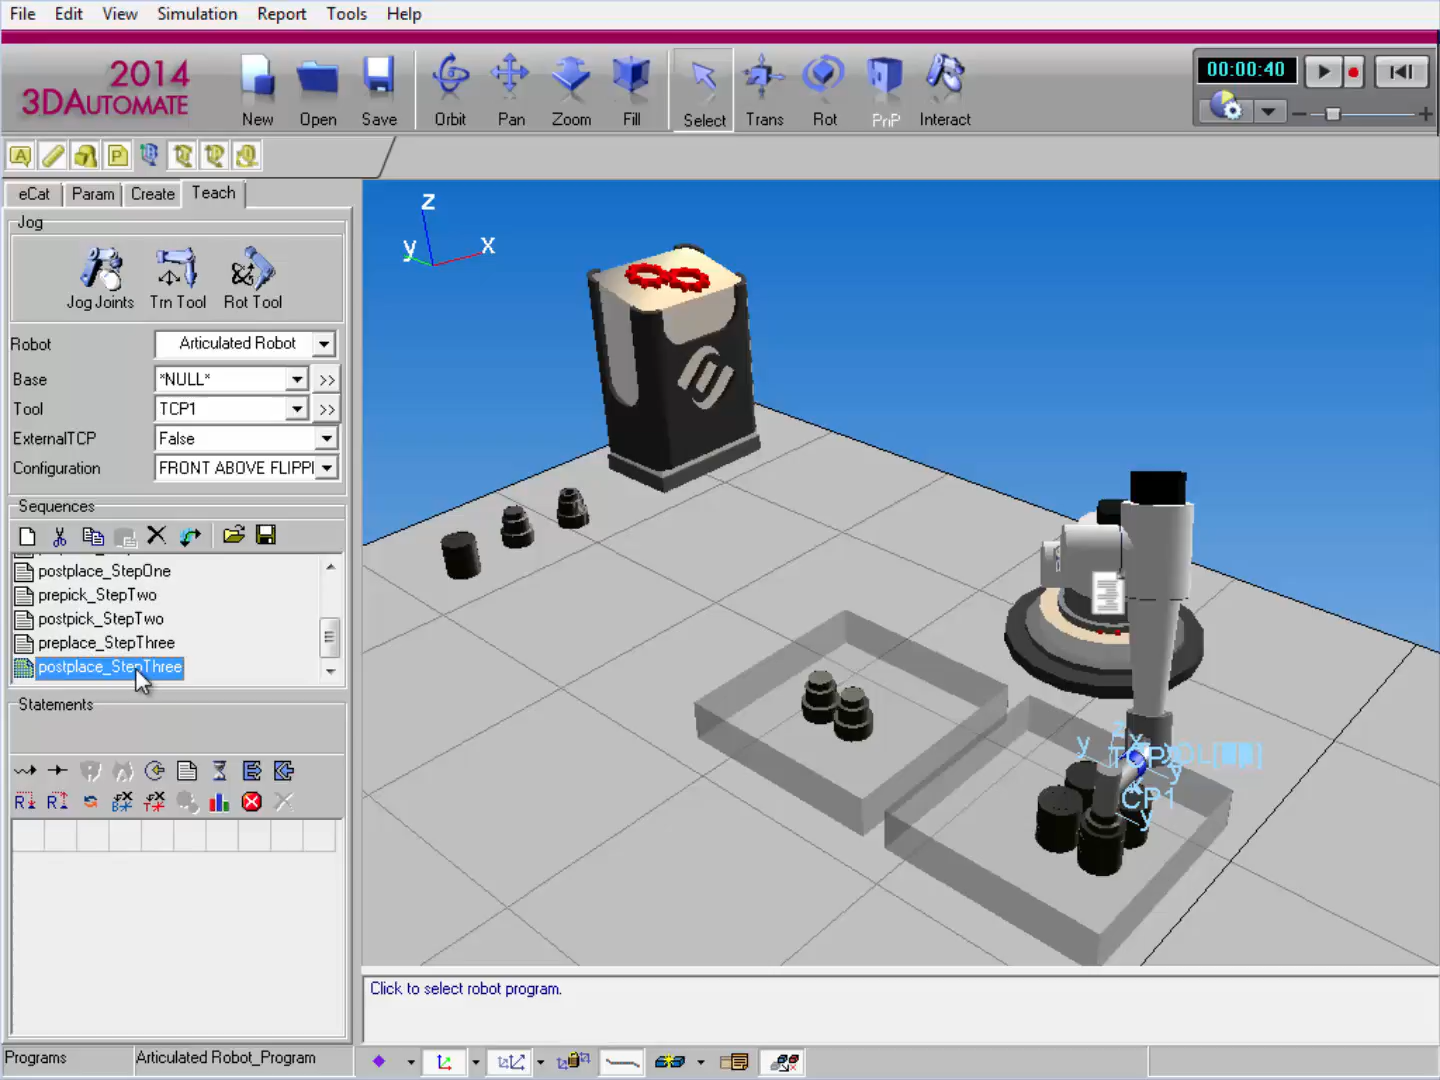 File Edit View Simulation Report Tools Help
2014
3DAUTOMATE
New Open Save Orbit Pan Zoom Fill Select Trans Rot PnP Interact
00:00:40
eCat Param Create Teach
Jog
Jog Joints Trn Tool Rot Tool
Robot Articulated Robot
Base *NULL* >>
Tool TCP1 >>
ExternalTCP False
Configuration FRONT ABOVE FLIPPI
Sequences
postplace_StepOne
prepick_StepTwo
postpick_StepTwo
preplace_StepThree
postplace_StepThree
Statements
z
y x
Click to select robot program.
Programs Articulated Robot_Program